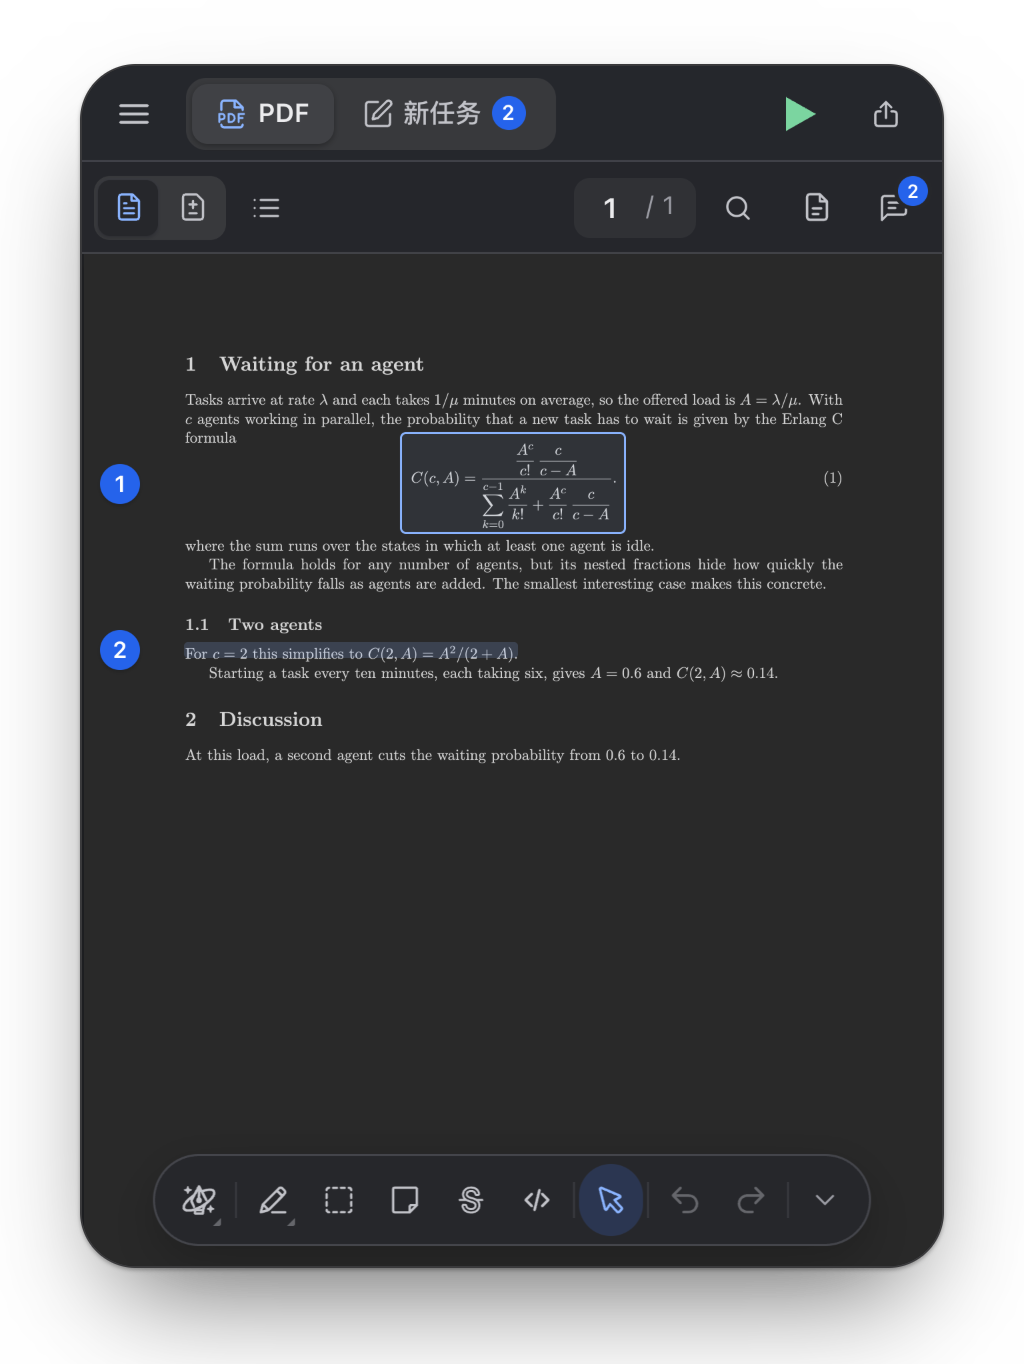 PDF
新任务 2
1 / 1
2
1 Waiting for an agent
Tasks arrive at rate λ and each takes 1/μ minutes on average, so the offered load is A = λ/μ. With
c agents working in parallel, the probability that a new task has to wait is given by the Erlang C
formula
1
C(c, A) = \frac{\frac{A^c}{c!} \frac{c}{c − A}}{\sum_{k=0}^{c−1} \frac{A^k}{k!} + \frac{A^c}{c!} \frac{c}{c − A}}. (1)
where the sum runs over the states in which at least one agent is idle.
The formula holds for any number of agents, but its nested fractions hide how quickly the
waiting probability falls as agents are added. The smallest interesting case makes this concrete.
1.1 Two agents
2
For c = 2 this simplifies to C(2, A) = A²/(2 + A).
Starting a task every ten minutes, each taking six, gives A = 0.6 and C(2, A) ≈ 0.14.
2 Discussion
At this load, a second agent cuts the waiting probability from 0.6 to 0.14.